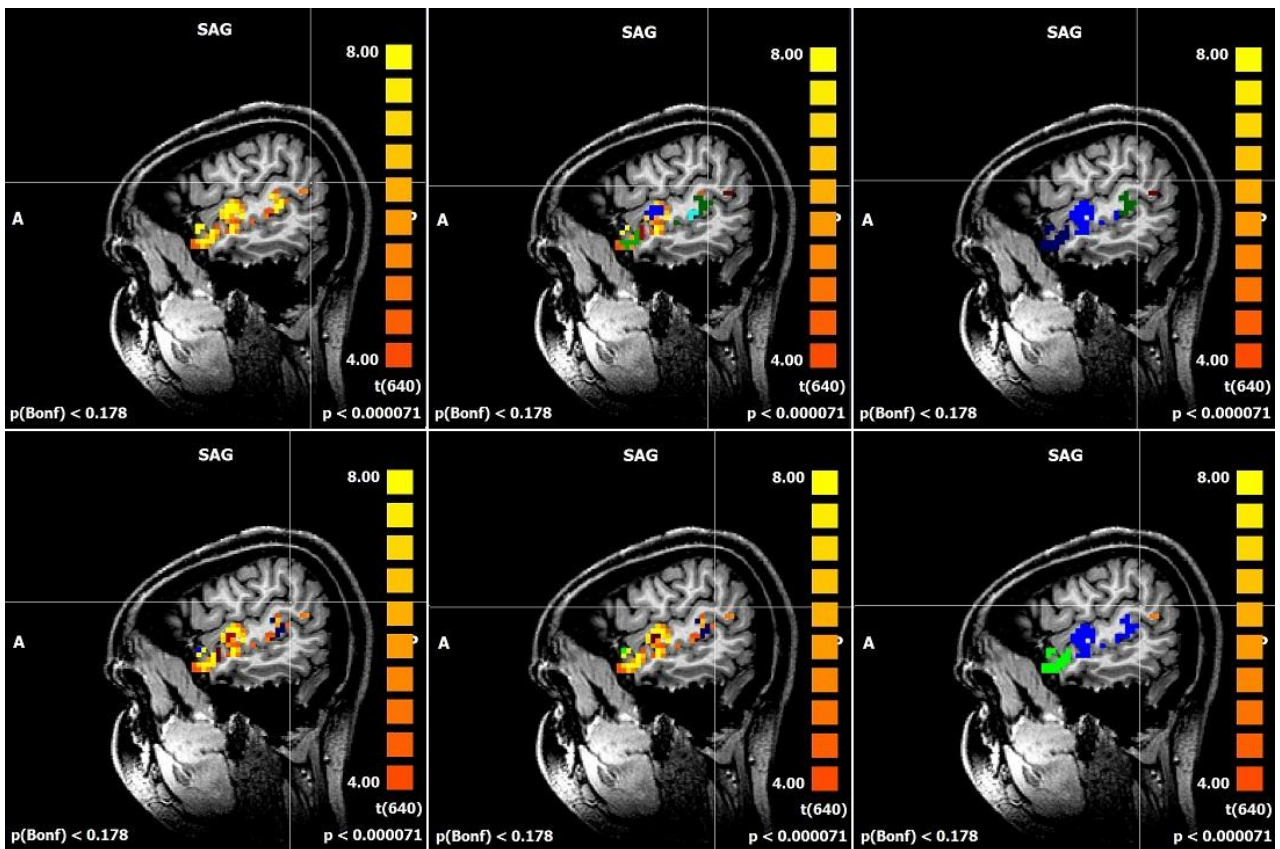 SAG
8.00
A
P
4.00
t(640)
p(Bonf) < 0.178
p < 0.000071
SAG
8.00
A
P
4.00
t(640)
p(Bonf) < 0.178
p < 0.000071
SAG
8.00
A
P
4.00
t(640)
p(Bonf) < 0.178
p < 0.000071
SAG
8.00
A
P
4.00
t(640)
p(Bonf) < 0.178
p < 0.000071
SAG
8.00
A
P
4.00
t(640)
p(Bonf) < 0.178
p < 0.000071
SAG
8.00
A
P
4.00
t(640)
p(Bonf) < 0.178
p < 0.000071